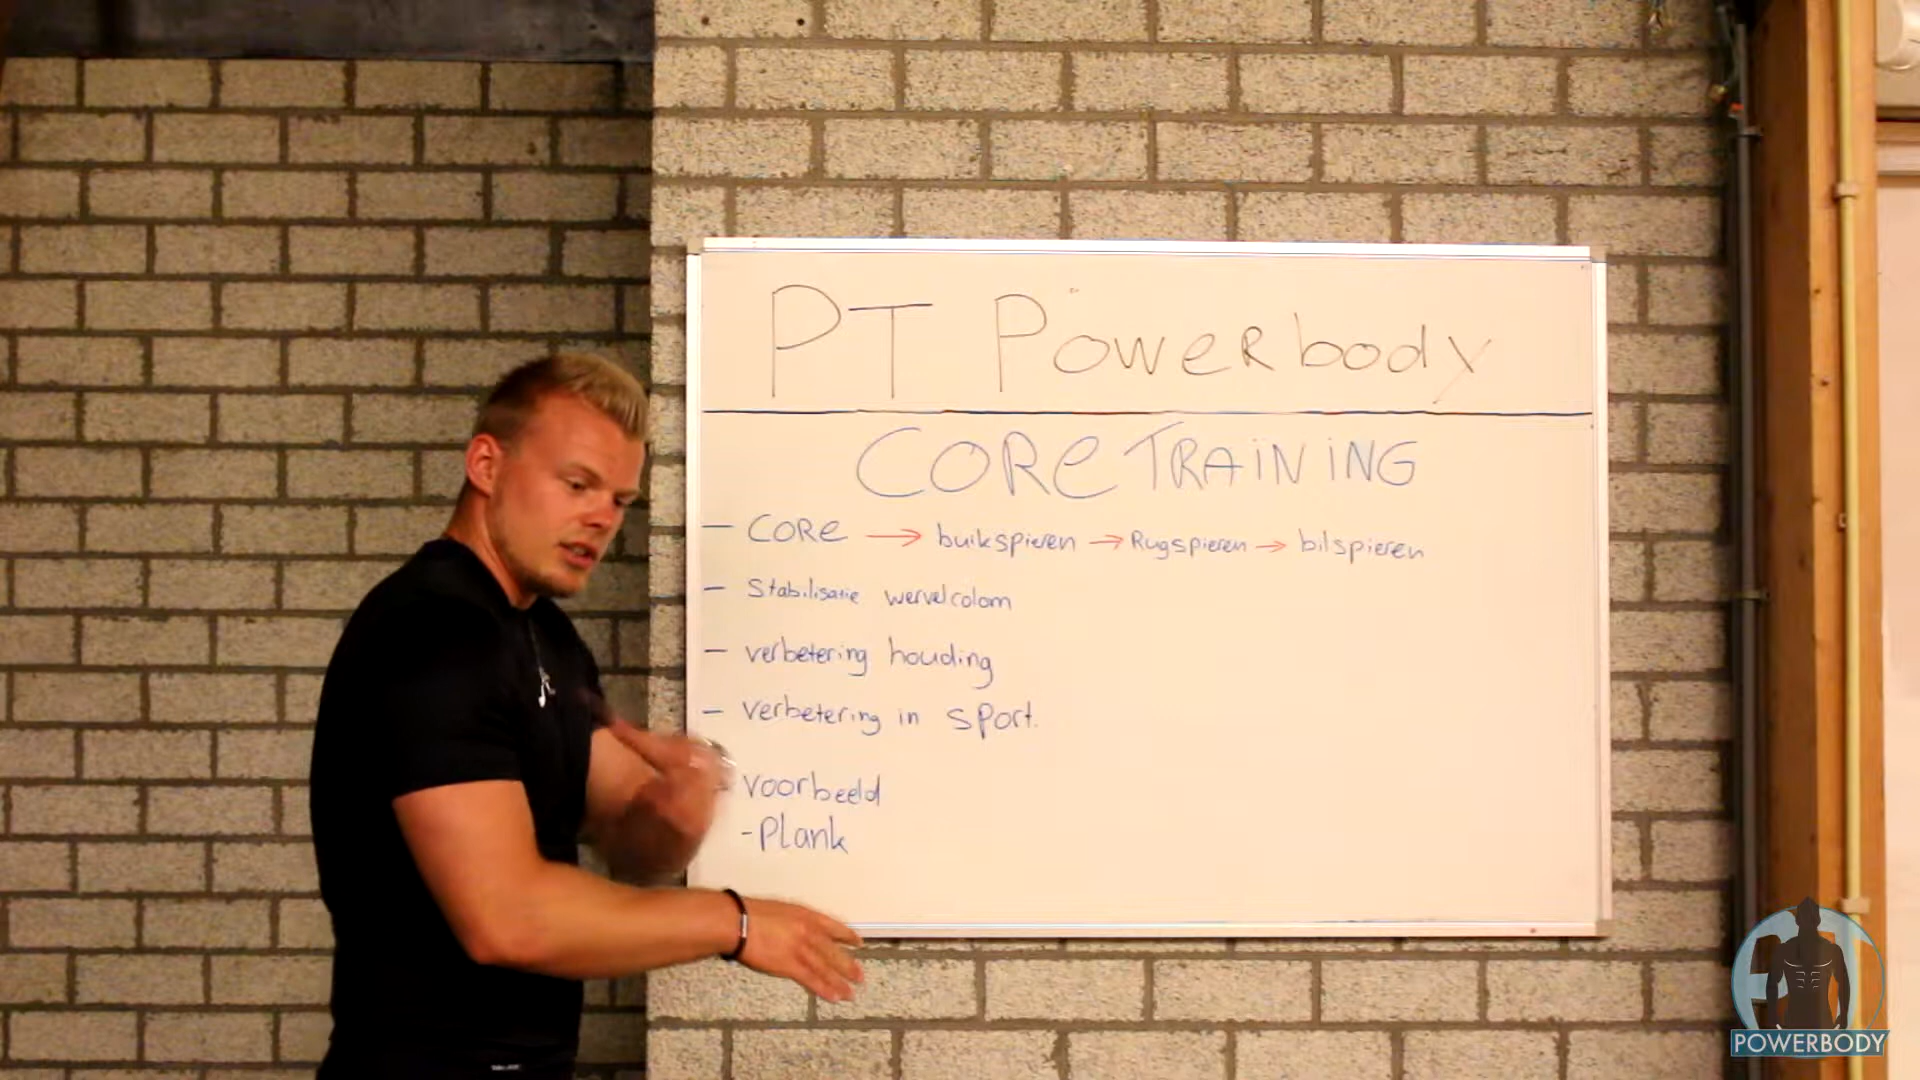 PT Powerbody
CORE TRAINING
- CORE → buikspieren → Rugspieren → bilspieren
- Stabilisatie wervelcolom
- verbetering houding
- verbetering in sport.
voorbeeld
- Plank
POWERBODY